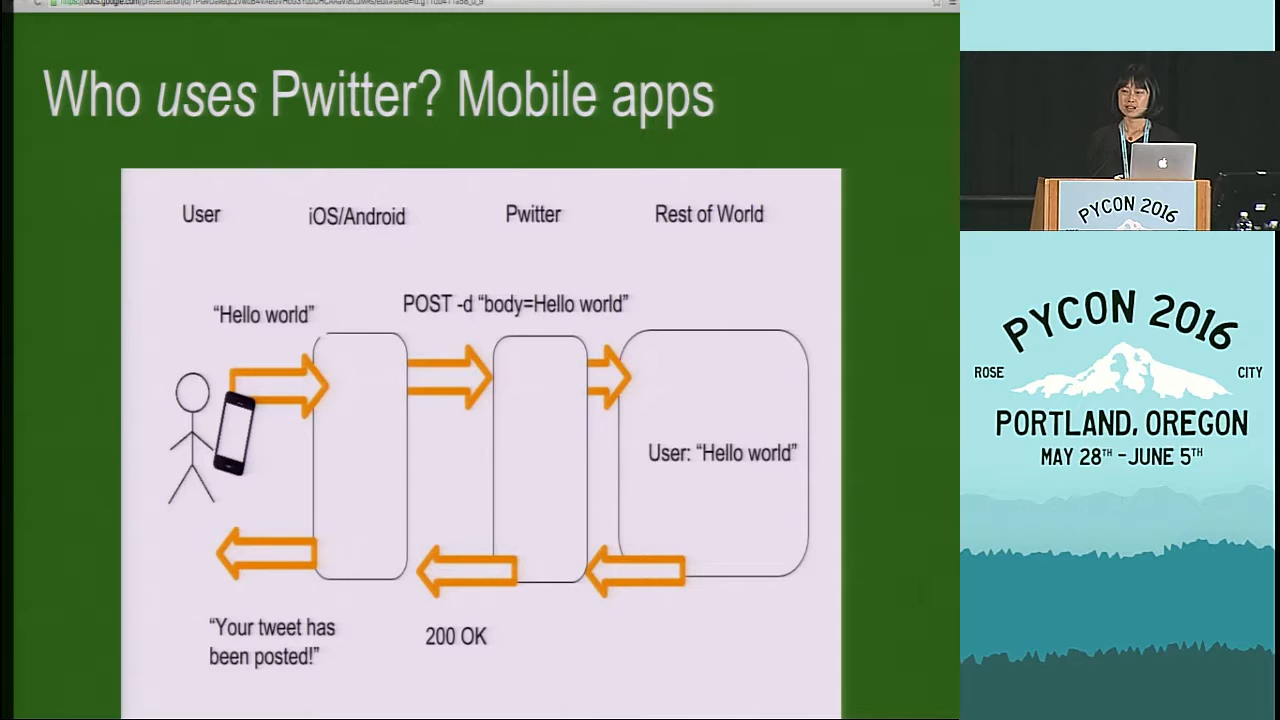 Who uses Pwitter? Mobile apps
User
iOS/Android
Pwitter
Rest of World
"Hello world"
POST -d "body=Hello world"
User: "Hello world"
"Your tweet has
been posted!"
200 OK
PYCON 2016
PYCON 2016
ROSE
CITY
PORTLAND, OREGON
MAY 28TH - JUNE 5TH